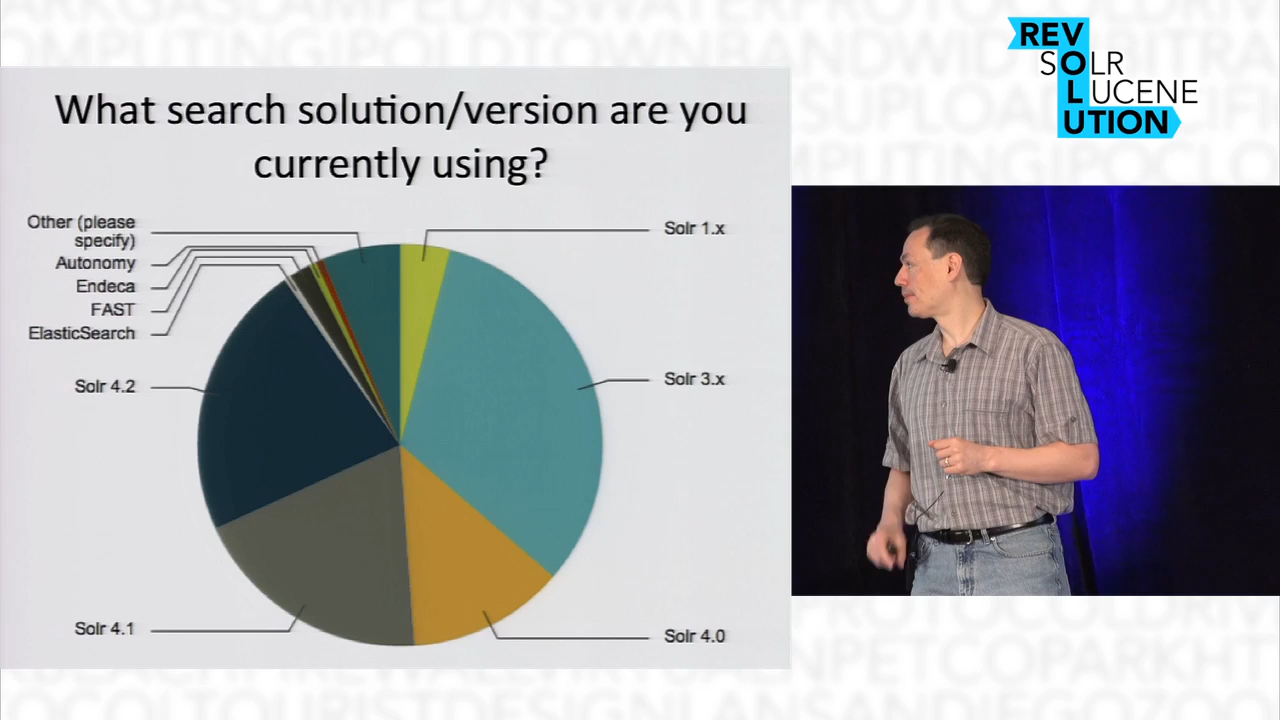 REV
SOLR
LUCENE
UTION
What search solution/version are you
currently using?
Other (please
specify)
Autonomy
Endeca
FAST
ElasticSearch
Solr 4.2
Solr 4.1
Solr 1.x
Solr 3.x
Solr 4.0